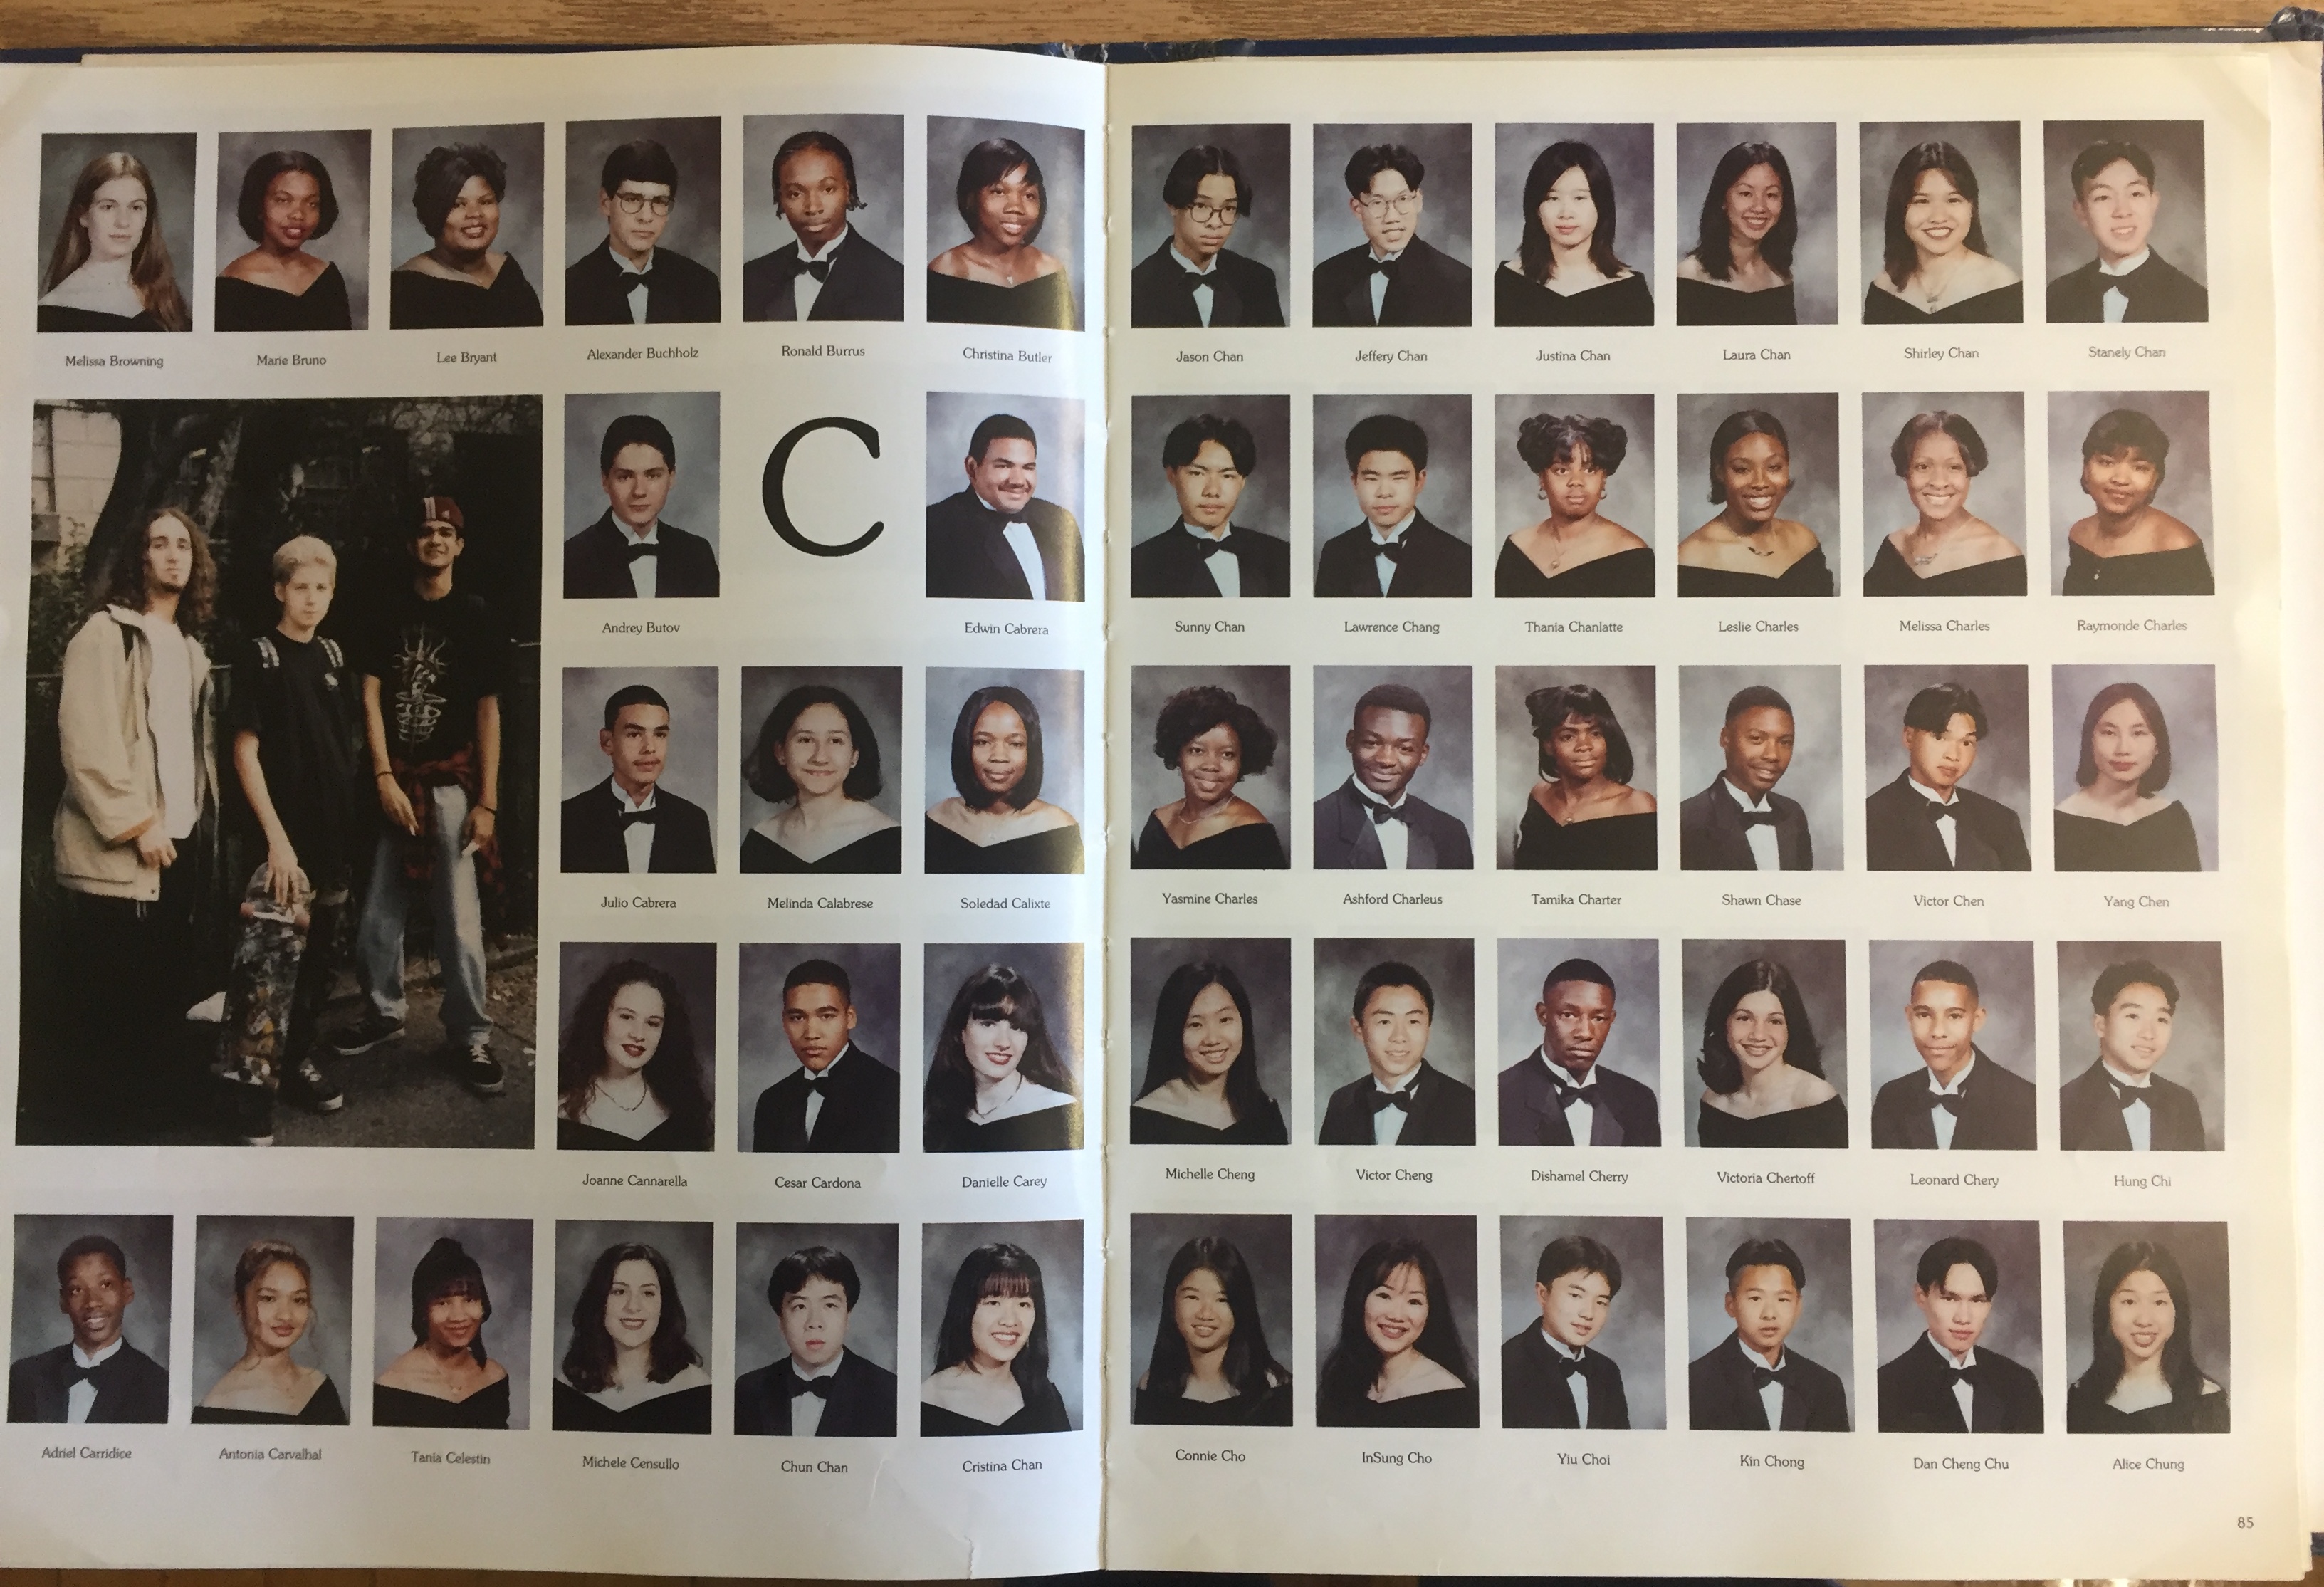 Melissa Browning
Marie Bruno
Lee Bryant
Alexander Buchholz
Ronald Burrus
Christina Butler
Andrey Butov
C
Edwin Cabrera
Julio Cabrera
Melinda Calabrese
Soledad Calixte
Joanne Cannarella
Cesar Cardona
Danielle Carey
Adriel Carridice
Antonia Carvalhal
Tania Celestin
Michele Censullo
Chun Chan
Cristina Chan
Jason Chan
Jeffery Chan
Justina Chan
Laura Chan
Shirley Chan
Stanely Chan
Sunny Chan
Lawrence Chang
Thania Chanlatte
Leslie Charles
Melissa Charles
Raymonde Charles
Yasmine Charles
Ashford Charleus
Tamika Charter
Shawn Chase
Victor Chen
Yang Chen
Michelle Cheng
Victor Cheng
Dishamel Cherry
Victoria Chertoff
Leonard Chery
Hung Chi
Connie Cho
InSung Cho
Yiu Choi
Kin Chong
Dan Cheng Chu
Alice Chung
85